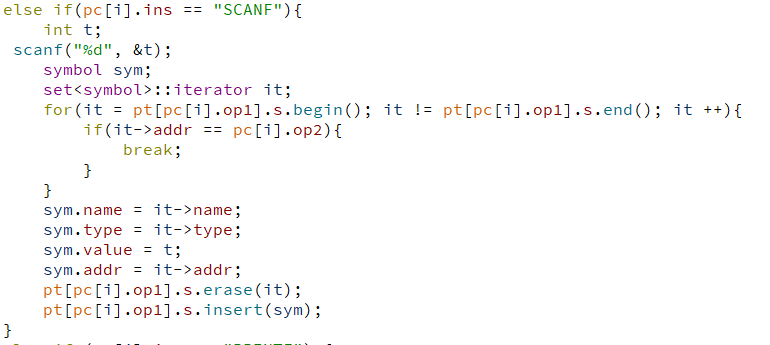 else if(pc[i].ins == "SCANF"){
    int t;
 scanf("%d", &t);
    symbol sym;
    set<symbol>::iterator it;
    for(it = pt[pc[i].op1].s.begin(); it != pt[pc[i].op1].s.end(); it ++){
        if(it->addr == pc[i].op2){
            break;
        }
    }
    sym.name = it->name;
    sym.type = it->type;
    sym.value = t;
    sym.addr = it->addr;
    pt[pc[i].op1].s.erase(it);
    pt[pc[i].op1].s.insert(sym);
}